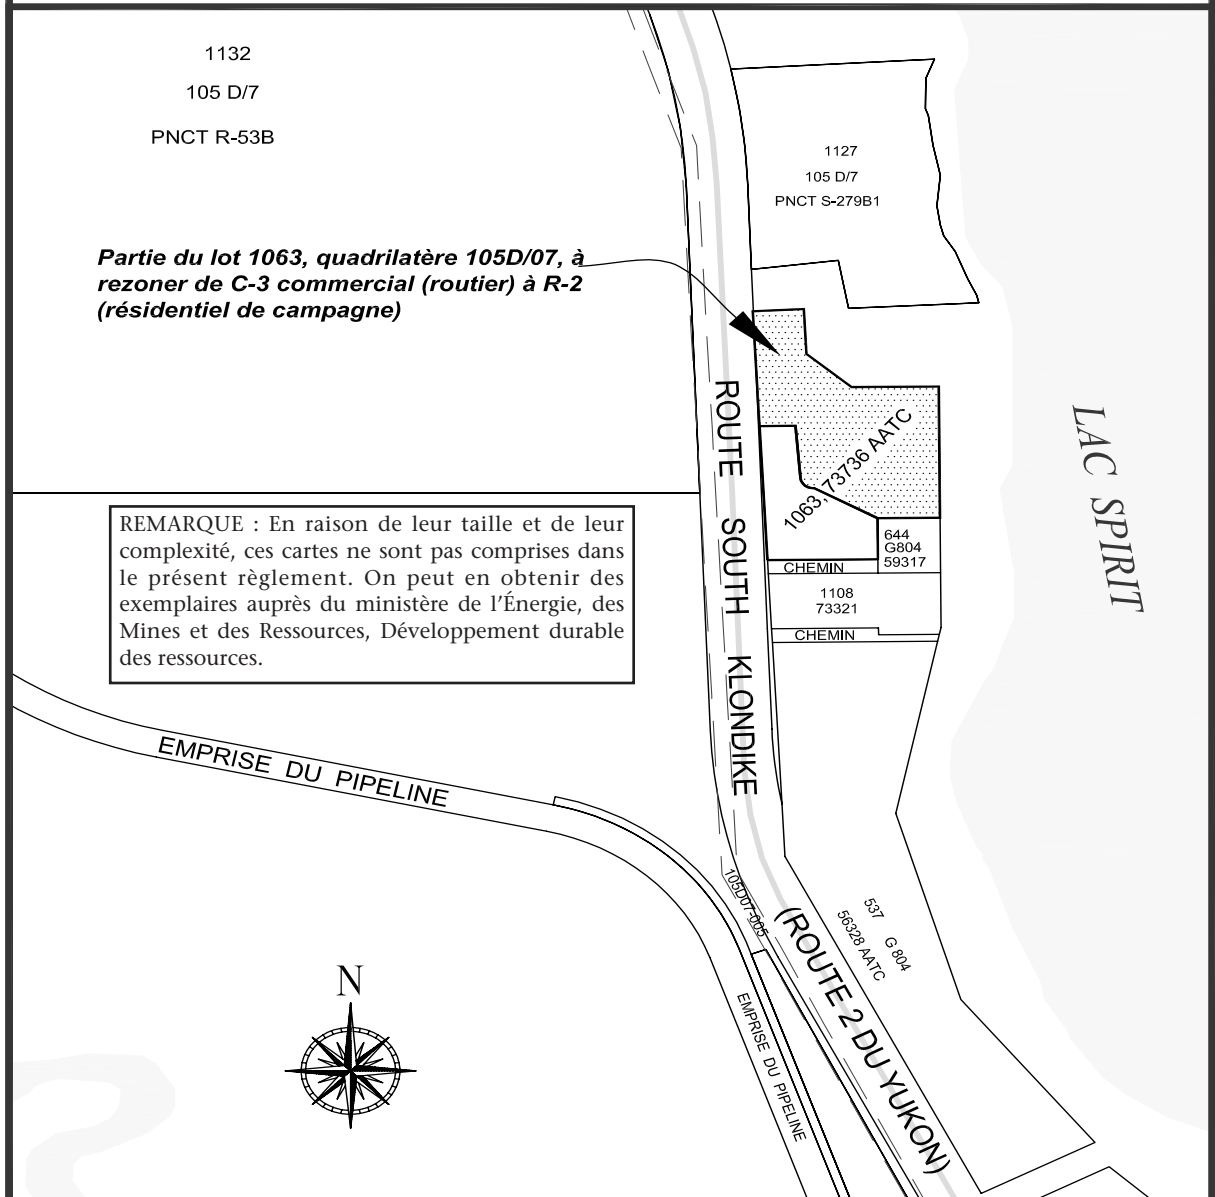 1132
105 D/7
PNCT R-53B
1127
105 D/7
PNCT S-279B1
Partie du lot 1063, quadrilatère 105D/07, à
rezoner de C-3 commercial (routier) à R-2
(résidentiel de campagne)
1063, 73736 AATC
LAC SPIRIT
ROUTE SOUTH KLONDIKE
REMARQUE : En raison de leur taille et de leur
complexité, ces cartes ne sont pas comprises dans
le présent règlement. On peut en obtenir des
exemplaires auprès du ministère de l'Énergie, des
Mines et des Ressources, Développement durable
des ressources.
644
G804
59317
CHEMIN
1108
73321
CHEMIN
EMPRISE DU PIPELINE
105D07-005
537 G 804
56328 AATC
(ROUTE 2 DU YUKON)
EMPRISE DU PIPELINE
N